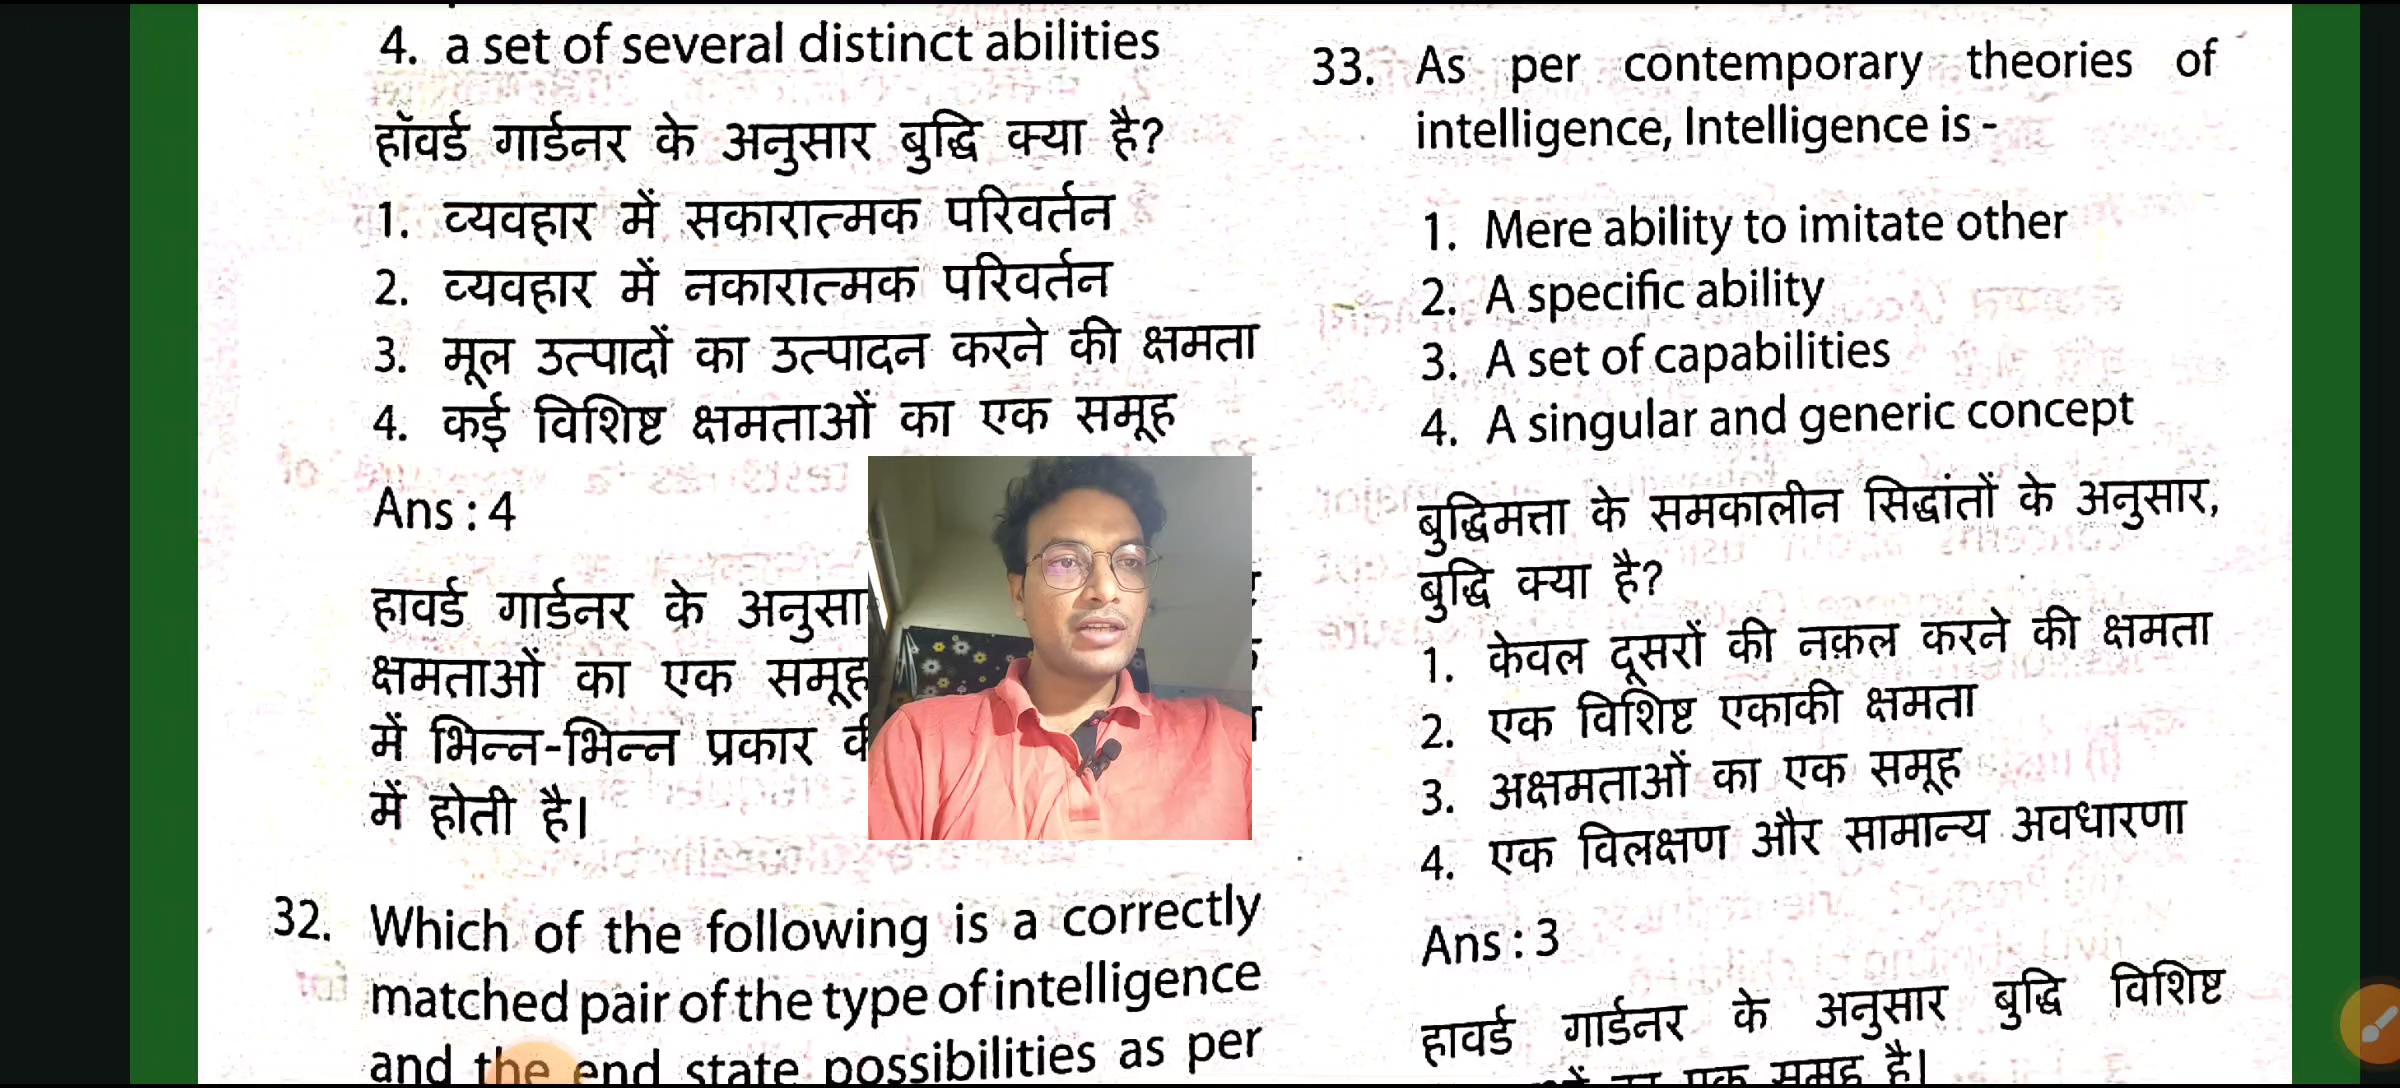 4. a set of several distinct abilities
हॉवर्ड गार्डनर के अनुसार बुद्धि क्या है?
1. व्यवहार में सकारात्मक परिवर्तन
2. व्यवहार में नकारात्मक परिवर्तन
3. मूल उत्पादों का उत्पादन करने की क्षमता
4. कई विशिष्ट क्षमताओं का एक समूह
Ans : 4
हावर्ड गार्डनर के
क्षमताओं का एक समूह
में भिन्न-भिन्न प्रकार
में होती है।
32. Which of the following is a correctly
matched pair of the type of intelligence
and the end state possibilities as per
33. As per contemporary theories of
intelligence, Intelligence is -
1. Mere ability to imitate other
2. A specific ability
3. A set of capabilities
4. A singular and generic concept
बुद्धिमत्ता के समकालीन सिद्धांतों के अनुसार,
बुद्धि क्या है?
1. केवल दूसरों की नक़ल करने की क्षमता
2. एक विशिष्ट एकाकी क्षमता
3. अक्षमताओं का एक समूह
4. एक विलक्षण और सामान्य अवधारणा
Ans : 3
हावर्ड गार्डनर के अनुसार बुद्धि विशिष्ट
एक समूह है।